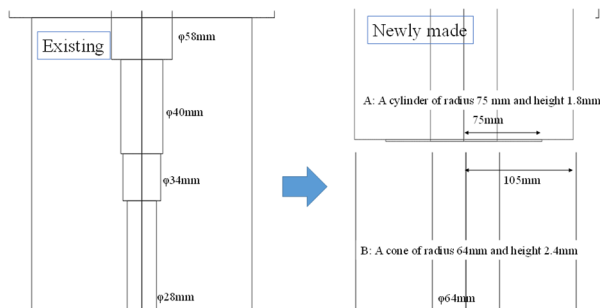 Existing
φ58mm
φ40mm
φ34mm
φ28mm
Newly made
A: A cylinder of radius 75 mm and height 1.8mm
75mm
105mm
B: A cone of radius 64mm and height 2.4mm
φ64mm